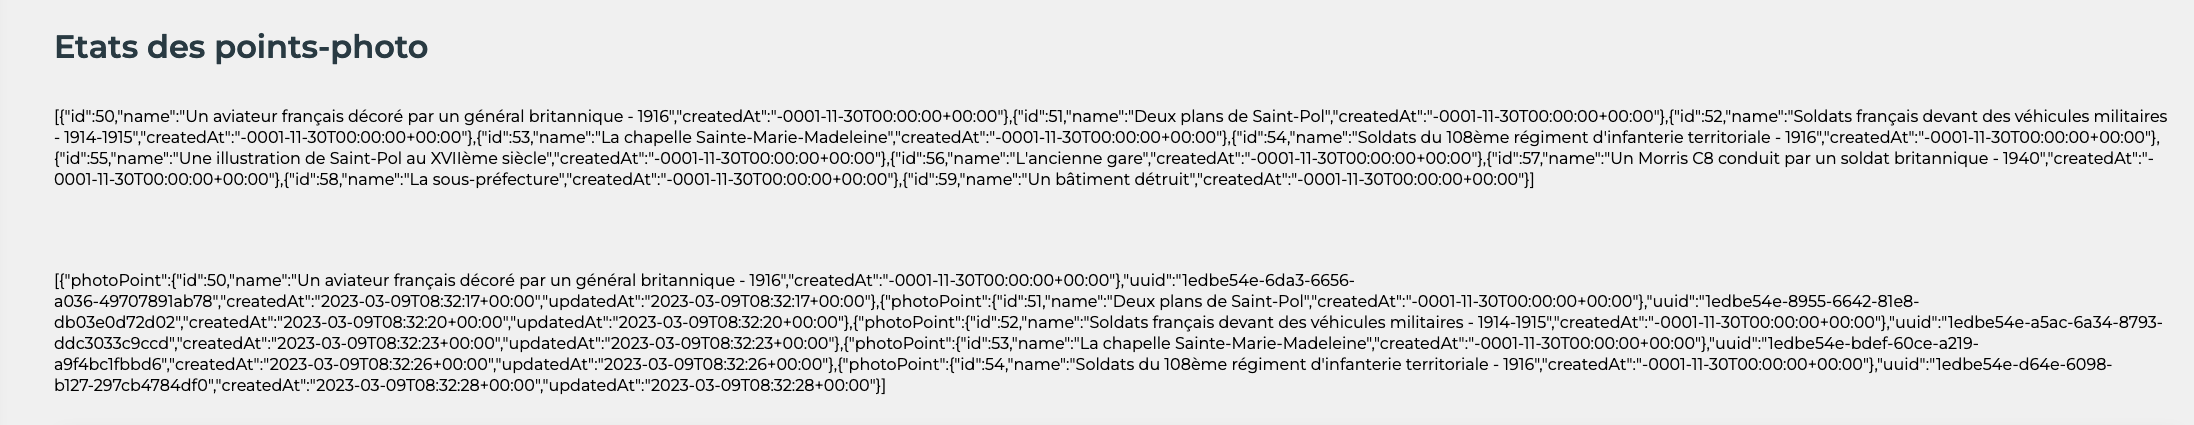 Etats des points-photo
[{"id":50,"name":"Un aviateur français décoré par un général britannique - 1916","createdAt":"-0001-11-30T00:00:00+00:00"},{"id":51,"name":"Deux plans de Saint-Pol","createdAt":"-0001-11-30T00:00:00+00:00"},{"id":52,"name":"Soldats français devant des véhicules militaires
- 1914-1915","createdAt":"-0001-11-30T00:00:00+00:00"},{"id":53,"name":"La chapelle Sainte-Marie-Madeleine","createdAt":"-0001-11-30T00:00:00+00:00"},{"id":54,"name":"Soldats du 108ème régiment d'infanterie territoriale - 1916","createdAt":"-0001-11-30T00:00:00+00:00"},
{"id":55,"name":"Une illustration de Saint-Pol au XVIIème siècle","createdAt":"-0001-11-30T00:00:00+00:00"},{"id":56,"name":"L'ancienne gare","createdAt":"-0001-11-30T00:00:00+00:00"},{"id":57,"name":"Un Morris C8 conduit par un soldat britannique - 1940","createdAt":"-
0001-11-30T00:00:00+00:00"},{"id":58,"name":"La sous-préfecture","createdAt":"-0001-11-30T00:00:00+00:00"},{"id":59,"name":"Un bâtiment détruit","createdAt":"-0001-11-30T00:00:00+00:00"}]
[{"photoPoint":{"id":50,"name":"Un aviateur français décoré par un général britannique - 1916","createdAt":"-0001-11-30T00:00:00+00:00"},"uuid":"1edbe54e-6da3-6656-
a036-49707891ab78","createdAt":"2023-03-09T08:32:17+00:00","updatedAt":"2023-03-09T08:32:17+00:00"},{"photoPoint":{"id":51,"name":"Deux plans de Saint-Pol","createdAt":"-0001-11-30T00:00:00+00:00"},"uuid":"1edbe54e-8955-6642-81e8-
db03e0d72d02","createdAt":"2023-03-09T08:32:20+00:00","updatedAt":"2023-03-09T08:32:20+00:00"},{"photoPoint":{"id":52,"name":"Soldats français devant des véhicules militaires - 1914-1915","createdAt":"-0001-11-30T00:00:00+00:00"},"uuid":"1edbe54e-a5ac-6a34-8793-
ddc3033c9ccd","createdAt":"2023-03-09T08:32:23+00:00","updatedAt":"2023-03-09T08:32:23+00:00"},{"photoPoint":{"id":53,"name":"La chapelle Sainte-Marie-Madeleine","createdAt":"-0001-11-30T00:00:00+00:00"},"uuid":"1edbe54e-bdef-60ce-a219-
a9f4bc1fbbd6","createdAt":"2023-03-09T08:32:26+00:00","updatedAt":"2023-03-09T08:32:26+00:00"},{"photoPoint":{"id":54,"name":"Soldats du 108ème régiment d'infanterie territoriale - 1916","createdAt":"-0001-11-30T00:00:00+00:00"},"uuid":"1edbe54e-d64e-6098-
b127-297cb4784df0","createdAt":"2023-03-09T08:32:28+00:00","updatedAt":"2023-03-09T08:32:28+00:00"}]